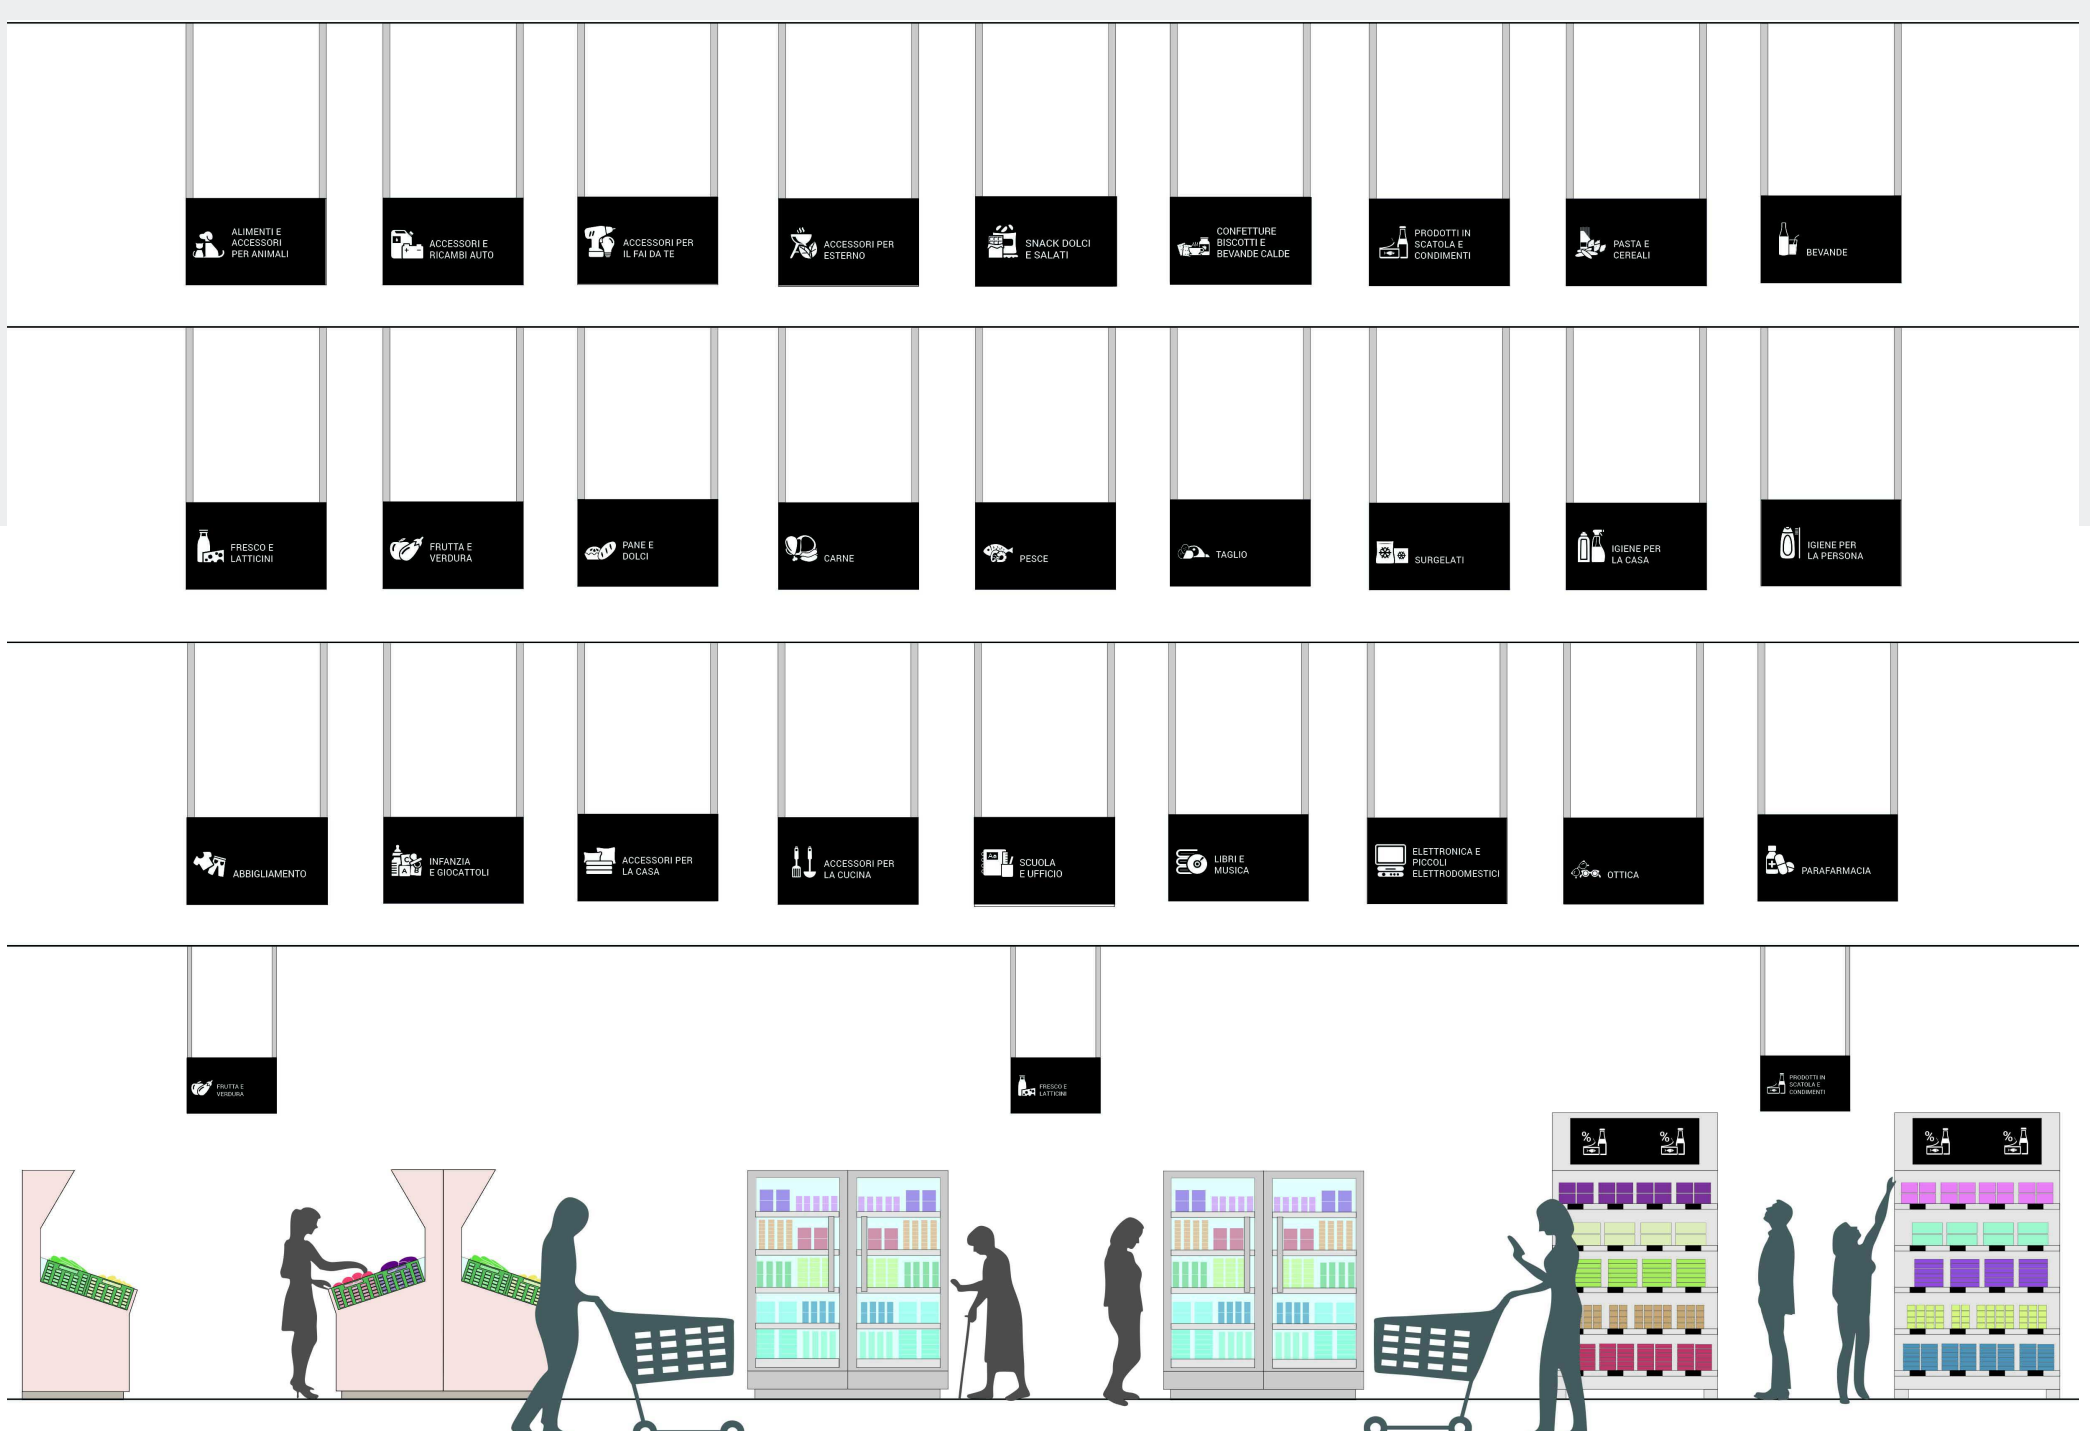 ALIMENTI E
ACCESSORI
PER ANIMALI
ACCESSORI E
RICAMBI AUTO
ACCESSORI PER
IL FAI DA TE
ACCESSORI PER
ESTERNO
SNACK DOLCI
E SALATI
CONFETTURE
BISCOTTI E
BEVANDE CALDE
PRODOTTI IN
SCATOLA E
CONDIMENTI
PASTA E
CEREALI
BEVANDE
FRESCO E
LATTICINI
FRUTTA E
VERDURA
PANE E
DOLCI
CARNE
PESCE
TAGLIO
SURGELATI
IGIENE PER
LA CASA
IGIENE PER
LA PERSONA
ABBIGLIAMENTO
INFANZIA
E GIOCATTOLI
ACCESSORI PER
LA CASA
ACCESSORI PER
LA CUCINA
Aa
SCUOLA
E UFFICIO
LIBRI E
MUSICA
ELETTRONICA E
PICCOLI
ELETTRODOMESTICI
OTTICA
PARAFARMACIA
FRUTTA E
VERDURA
FRESCO E
LATTICINI
PRODOTTI IN
SCATOLA E
CONDIMENTI
% %
% %